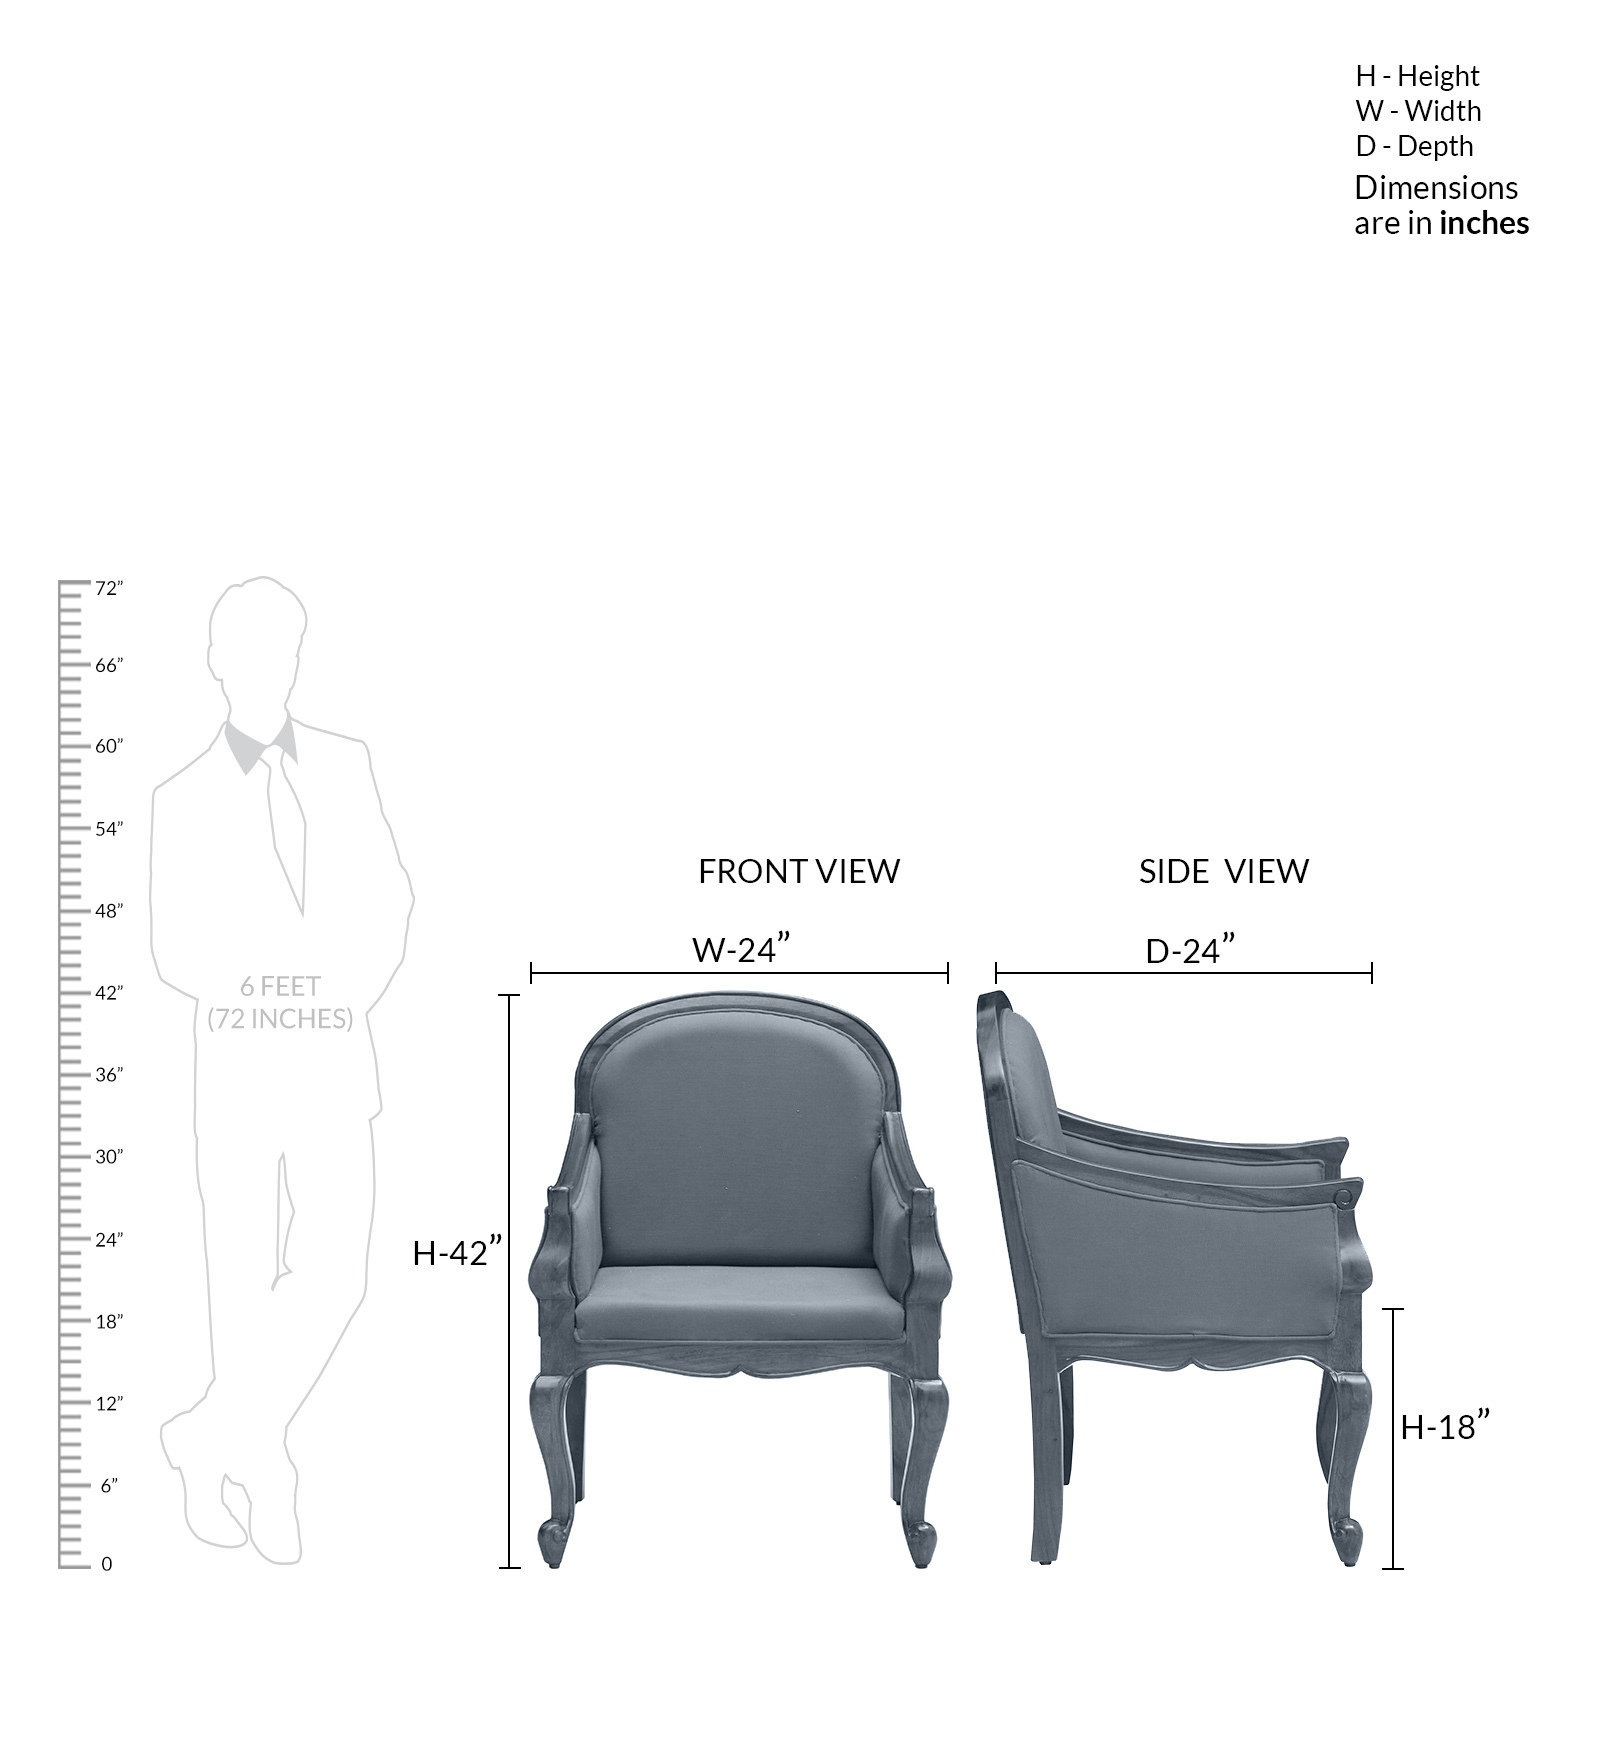 H - Height
W - Width
D - Depth
Dimensions
are in inches
72”
66”
60”
54”
48”
42”
36”
30”
24”
18”
12”
6”
0
6 FEET
(72 INCHES)
FRONT VIEW
W-24”
H-42”
SIDE VIEW
D-24”
H-18”